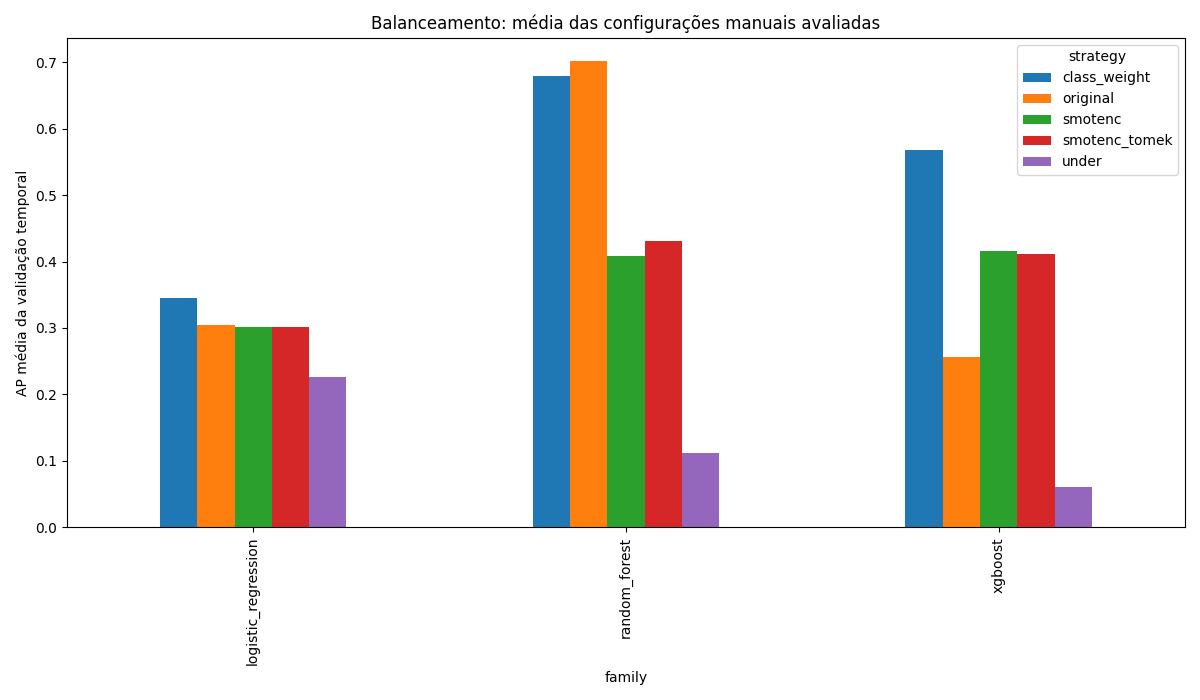 Balanceamento: média das configurações manuais avaliadas
strategy
class_weight
original
smotenc
smotenc_tomek
under
AP média da validação temporal
0.7
0.6
0.5
0.4
0.3
0.2
0.1
0.0
logistic_regression
random_forest
xgboost
family